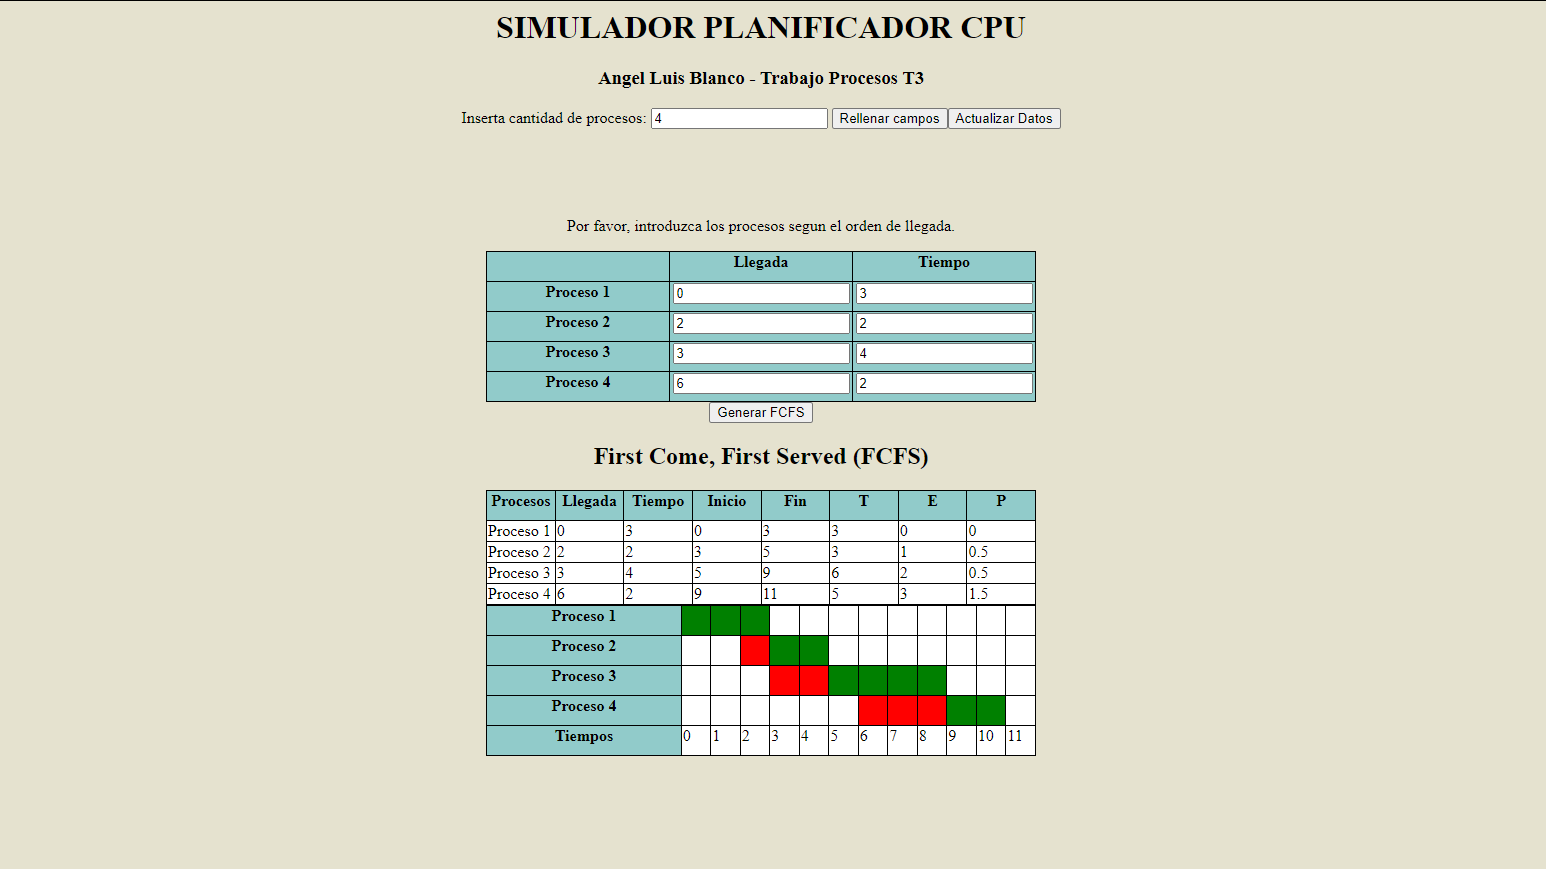 SIMULADOR PLANIFICADOR CPU
Angel Luis Blanco - Trabajo Procesos T3
Inserta cantidad de procesos: 4 Rellenar campos Actualizar Datos
Por favor, introduzca los procesos segun el orden de llegada.
Llegada Tiempo
Proceso 1 0 3
Proceso 2 2 2
Proceso 3 3 4
Proceso 4 6 2
Generar FCFS
First Come, First Served (FCFS)
Procesos Llegada Tiempo Inicio Fin T E P
Proceso 1 0 3 0 3 3 0 0
Proceso 2 2 2 3 5 3 1 0.5
Proceso 3 3 4 5 9 6 2 0.5
Proceso 4 6 2 9 11 5 3 1.5
Proceso 1
Proceso 2
Proceso 3
Proceso 4
Tiempos 0 1 2 3 4 5 6 7 8 9 10 11